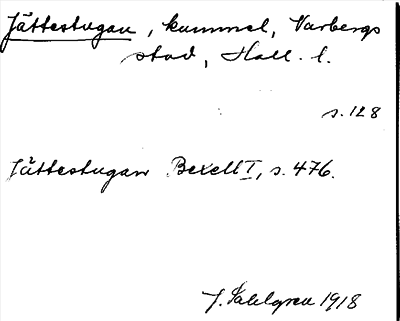 Jättestugan, kummel, Varbergs
stad, Hall. l.
s. 128
Jättestugan Bexell I, s. 476.
J. Sahlgren 1918